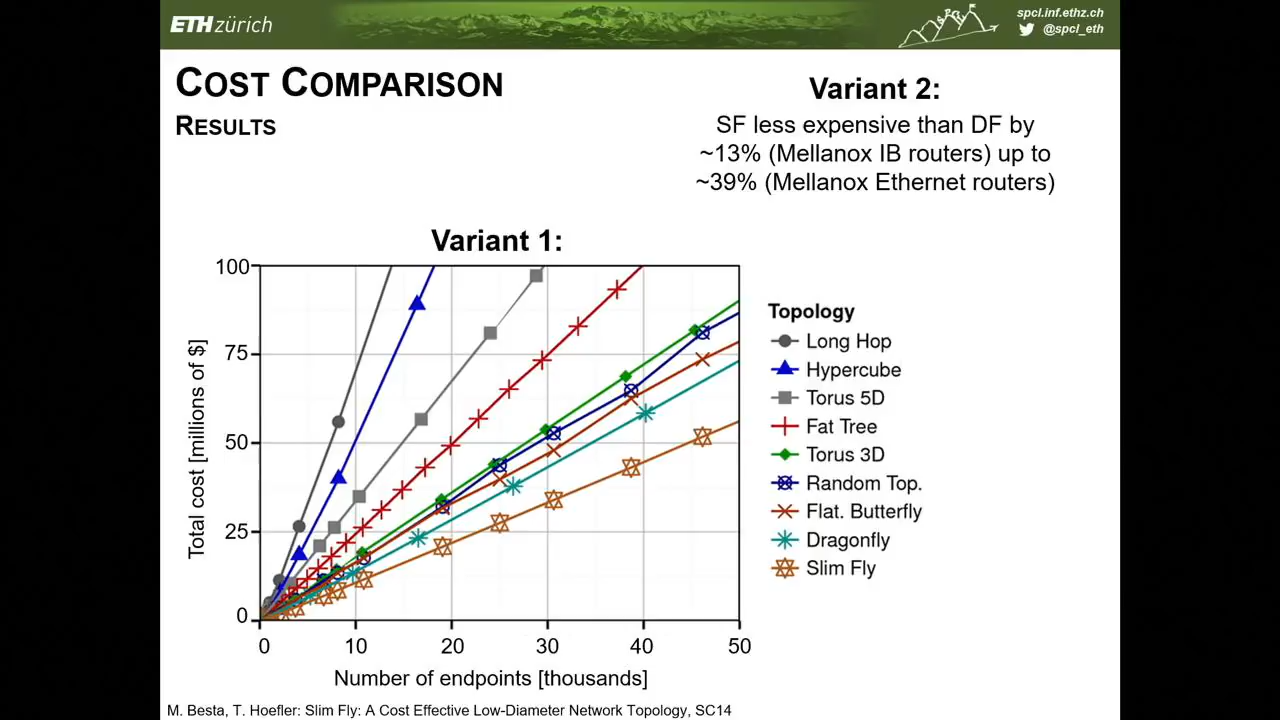 ETH zürich
spcl.inf.ethz.ch
@spcl_eth
COST COMPARISON
RESULTS
Variant 2:
SF less expensive than DF by
~13% (Mellanox IB routers) up to
~39% (Mellanox Ethernet routers)
Variant 1:
100
75
50
25
0
Total cost [millions of $]
0 10 20 30 40 50
Number of endpoints [thousands]
Topology
Long Hop
Hypercube
Torus 5D
Fat Tree
Torus 3D
Random Top.
Flat. Butterfly
Dragonfly
Slim Fly
M. Besta, T. Hoefler: Slim Fly: A Cost Effective Low-Diameter Network Topology, SC14